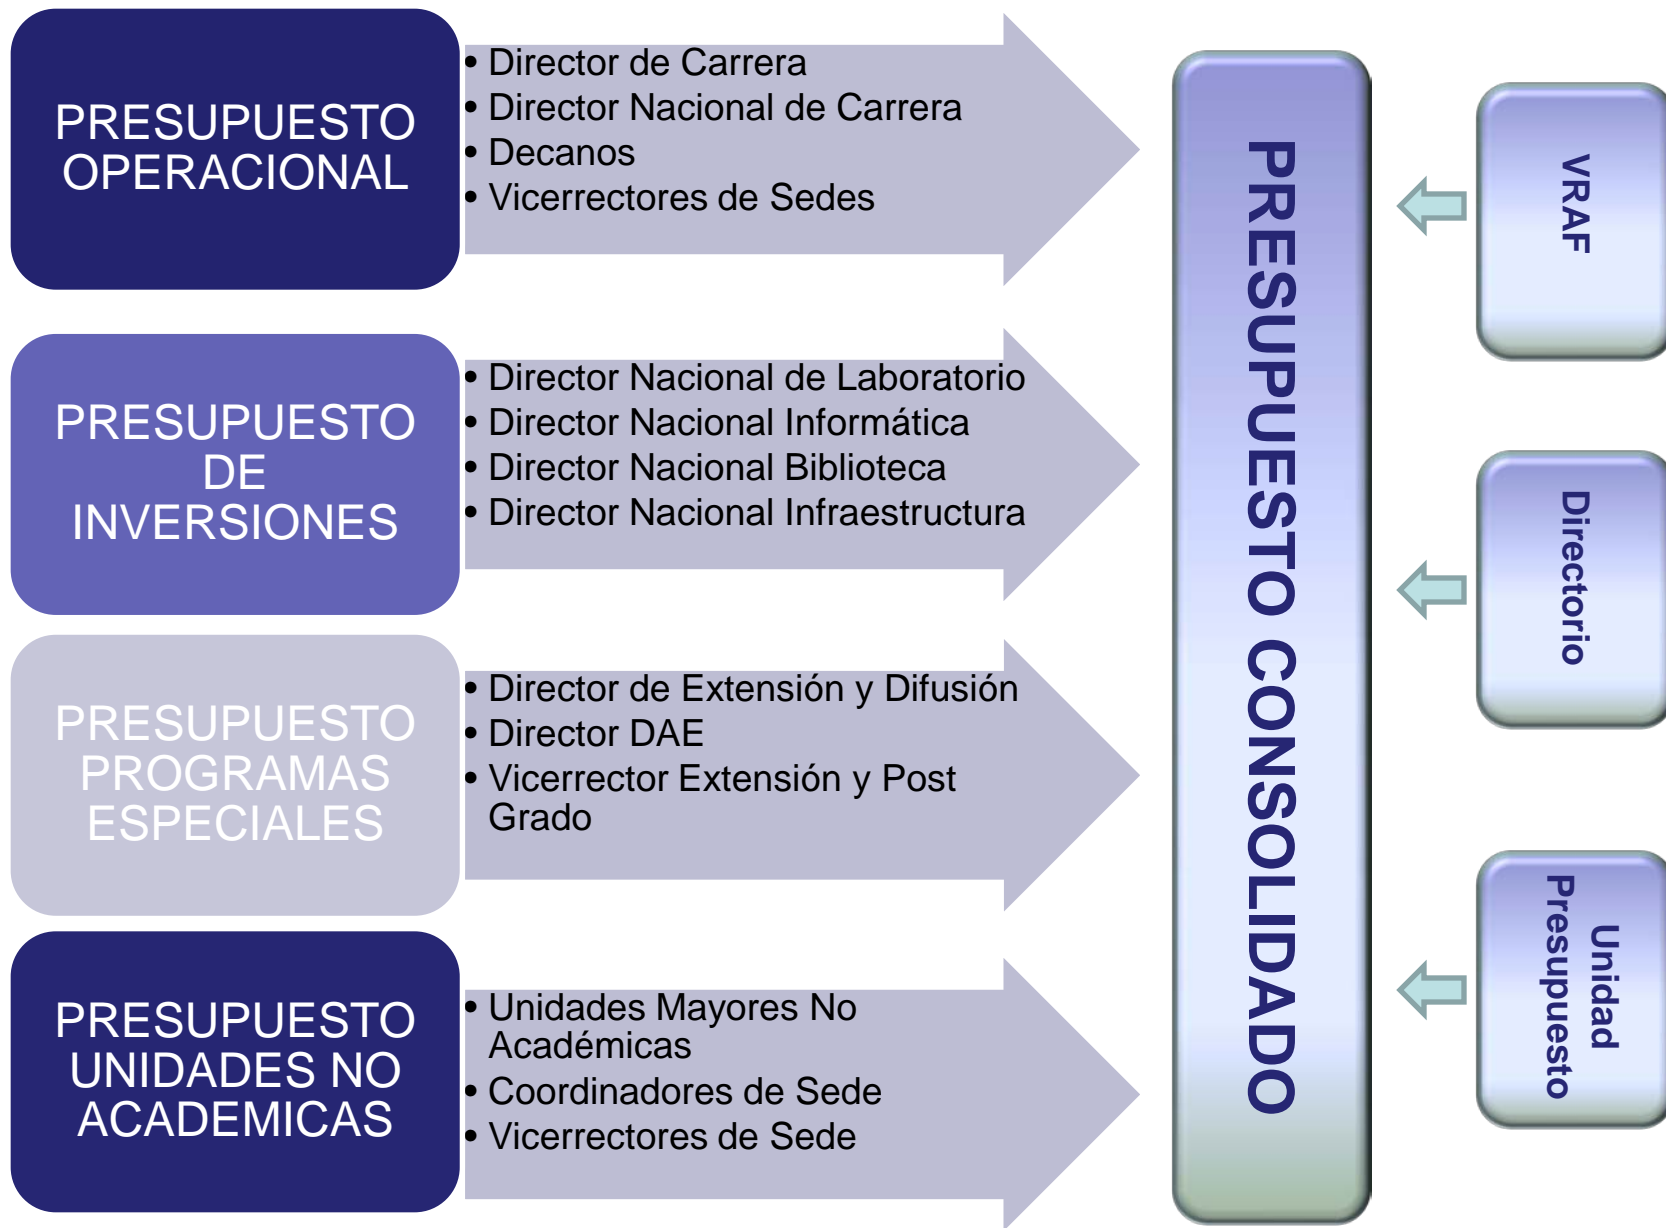 PRESUPUESTO
OPERACIONAL
• Director de Carrera
• Director Nacional de Carrera
• Decanos
• Vicerrectores de Sedes
PRESUPUESTO
DE
INVERSIONES
• Director Nacional de Laboratorio
• Director Nacional Informática
• Director Nacional Biblioteca
• Director Nacional Infraestructura
PRESUPUESTO
PROGRAMAS
ESPECIALES
• Director de Extensión y Difusión
• Director DAE
• Vicerrector Extensión y Post
Grado
PRESUPUESTO
UNIDADES NO
ACADEMICAS
• Unidades Mayores No
Académicas
• Coordinadores de Sede
• Vicerrectores de Sede
PRESUPUESTO CONSOLIDADO
VRAF
Directorio
Unidad
Presupuesto